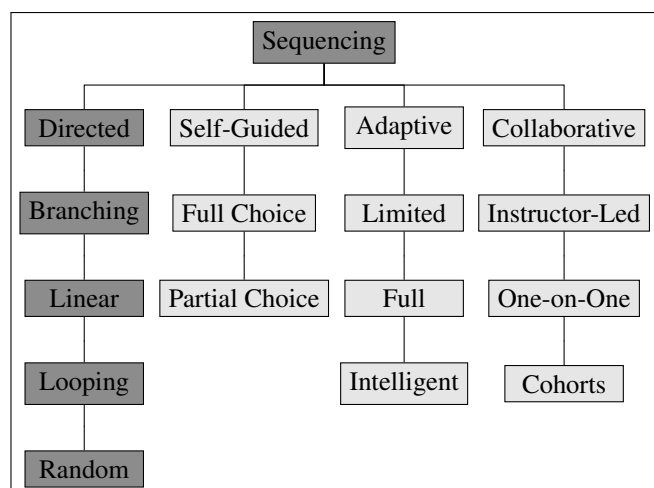 Sequencing
Directed
Self-Guided
Adaptive
Collaborative
Branching
Full Choice
Limited
Instructor-Led
Linear
Partial Choice
Full
One-on-One
Looping
Intelligent
Cohorts
Random